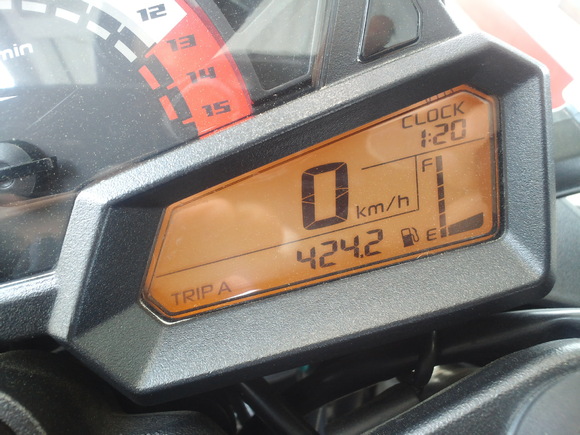 12
min
13
14
15
CLOCK
1:20
F
0 km/h
424.2
E
TRIP A